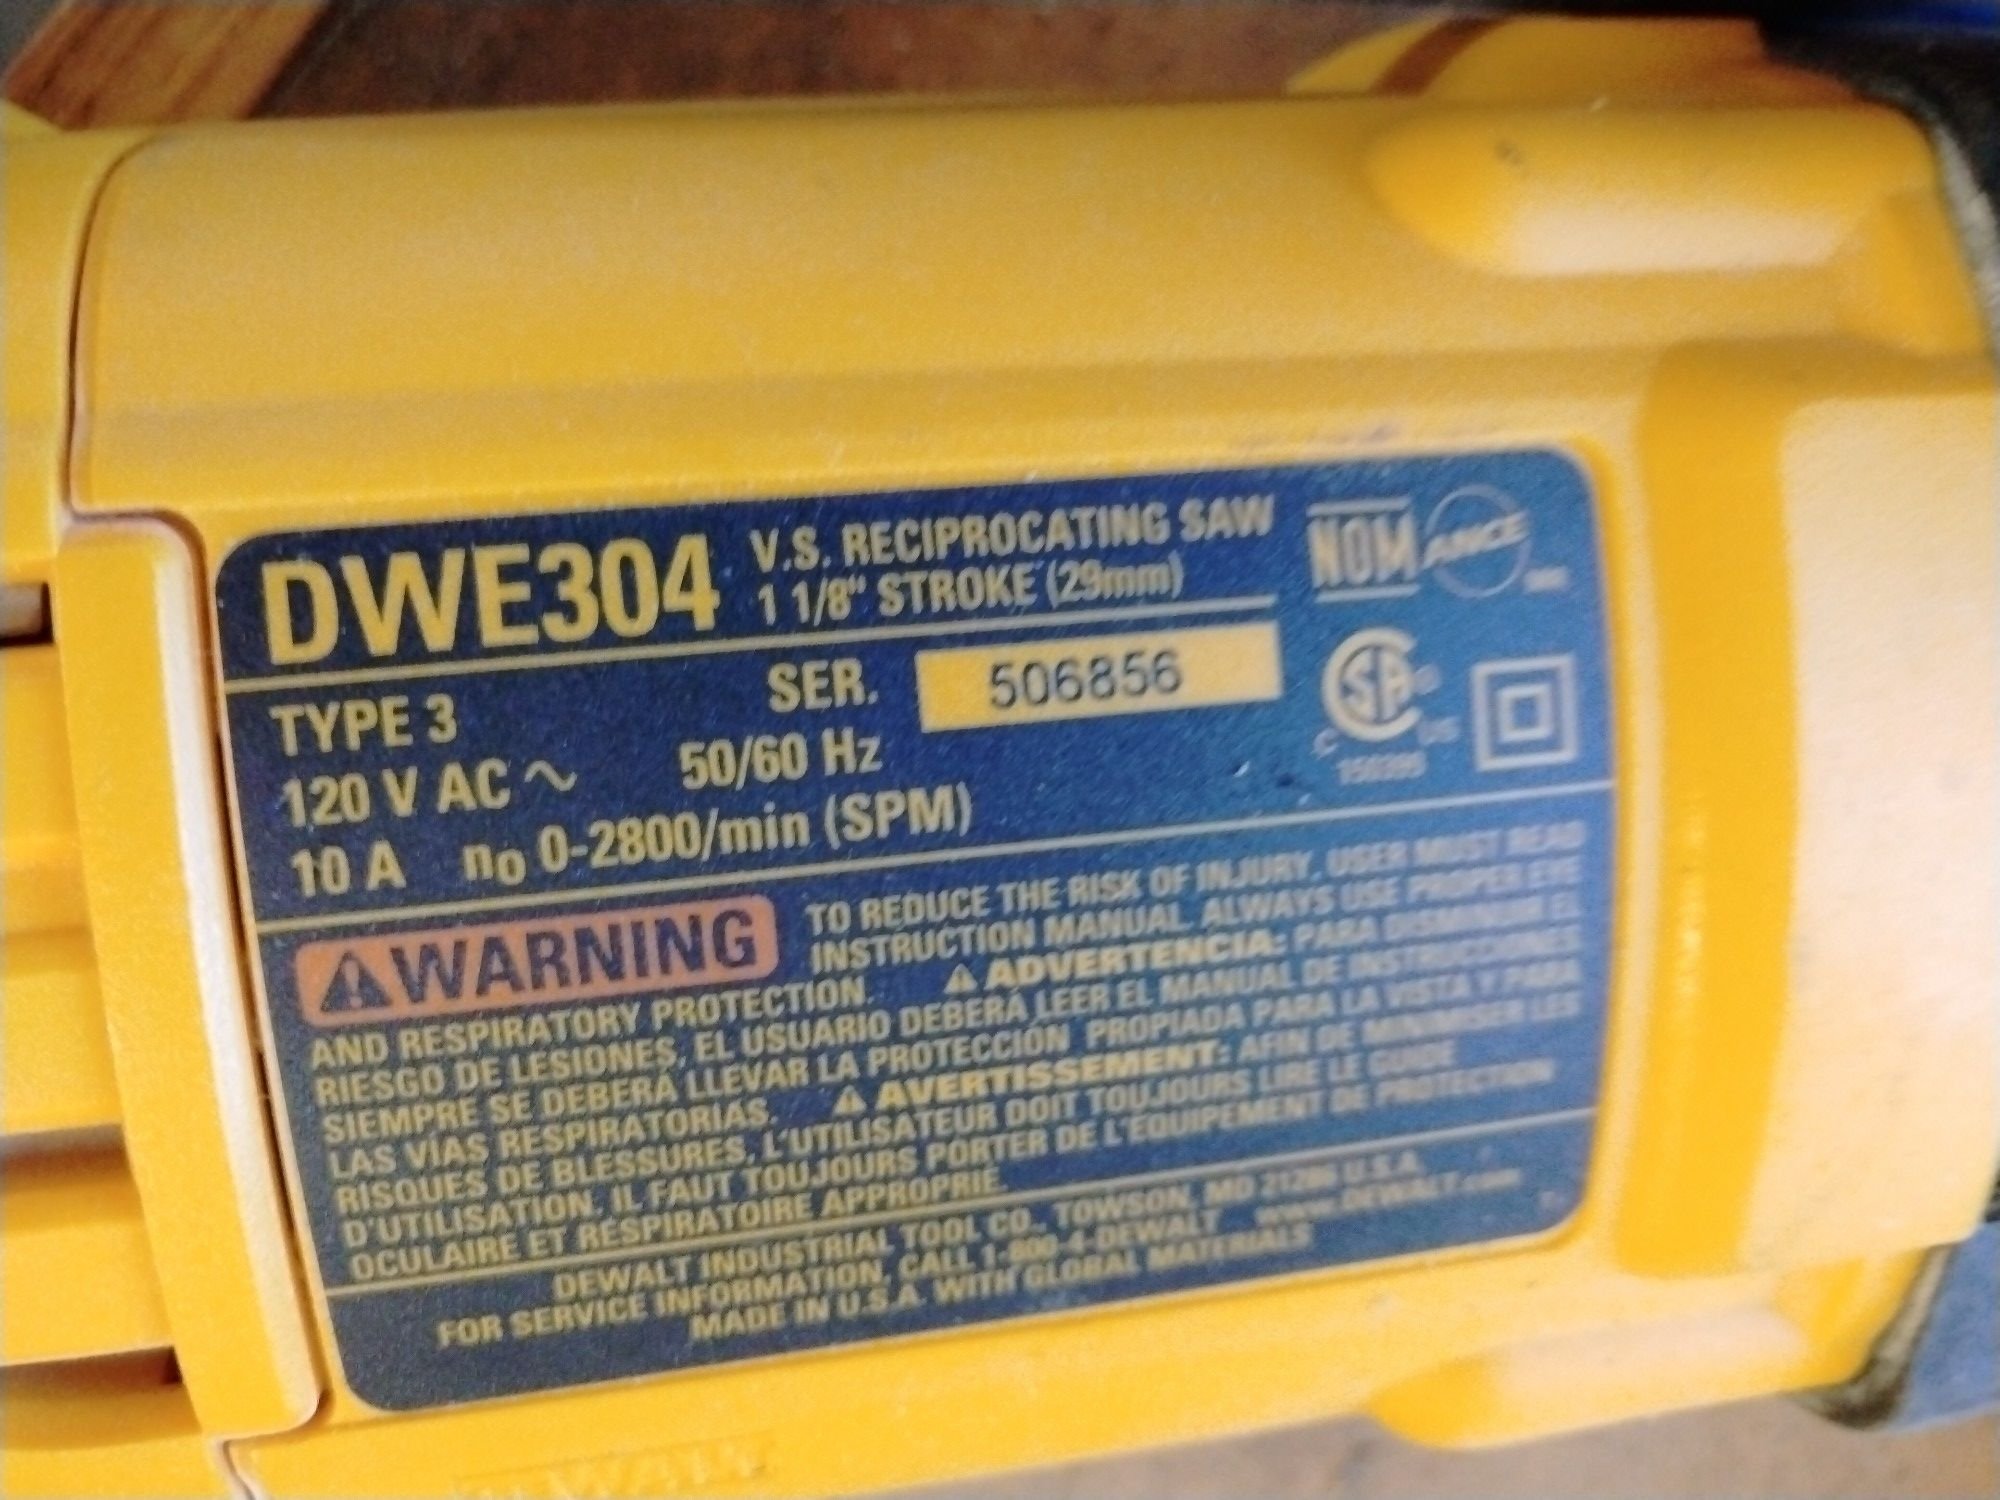 DWE304
V.S. RECIPROCATING SAW
1 1/8" STROKE (29mm)
NOM
ANCE
TYPE 3
SER.
506856
120 V AC ~ 50/60 Hz
10 A no 0-2800/min (SPM)
SA
C
US
⚠WARNING
TO REDUCE THE RISK OF INJURY, USER MUST READ
INSTRUCTION MANUAL. ALWAYS USE PROPER EYE
AND RESPIRATORY PROTECTION. ⚠ ADVERTENCIA: PARA DISMINUIR EL
RIESGO DE LESIONES, EL USUARIO DEBERÁ LEER EL MANUAL DE INSTRUCCIONES
SIEMPRE SE DEBERÁ LLEVAR LA PROTECCIÓN PROPIADA PARA LA VISTA Y PARA
LAS VÍAS RESPIRATORIAS. ⚠ AVERTISSEMENT: AFIN DE MINIMISER LES
RISQUES DE BLESSURES, L'UTILISATEUR DOIT TOUJOURS LIRE LE GUIDE
D'UTILISATION. IL FAUT TOUJOURS PORTER DE L'EQUIPEMENT DE PROTECTION
OCULAIRE ET RESPIRATOIRE APPROPRIÉ.
DEWALT INDUSTRIAL TOOL CO., TOWSON, MD 21286 U.S.A.
FOR SERVICE INFORMATION, CALL 1-800-4-DEWALT www.DEWALT.com
MADE IN U.S.A. WITH GLOBAL MATERIALS